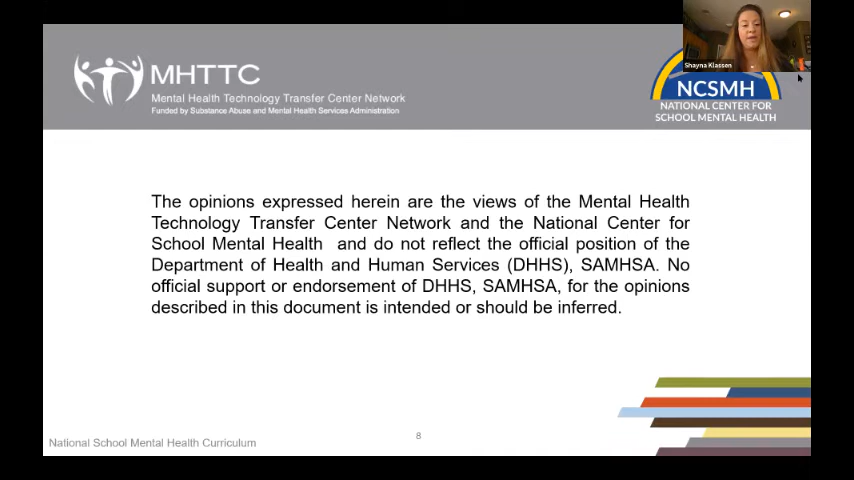 Shayna Klassen
MHTTC
Mental Health Technology Transfer Center Network
Funded by Substance Abuse and Mental Health Services Administration
NCSMH
NATIONAL CENTER FOR
SCHOOL MENTAL HEALTH
The opinions expressed herein are the views of the Mental Health
Technology Transfer Center Network and the National Center for
School Mental Health and do not reflect the official position of the
Department of Health and Human Services (DHHS), SAMHSA. No
official support or endorsement of DHHS, SAMHSA, for the opinions
described in this document is intended or should be inferred.
National School Mental Health Curriculum
8